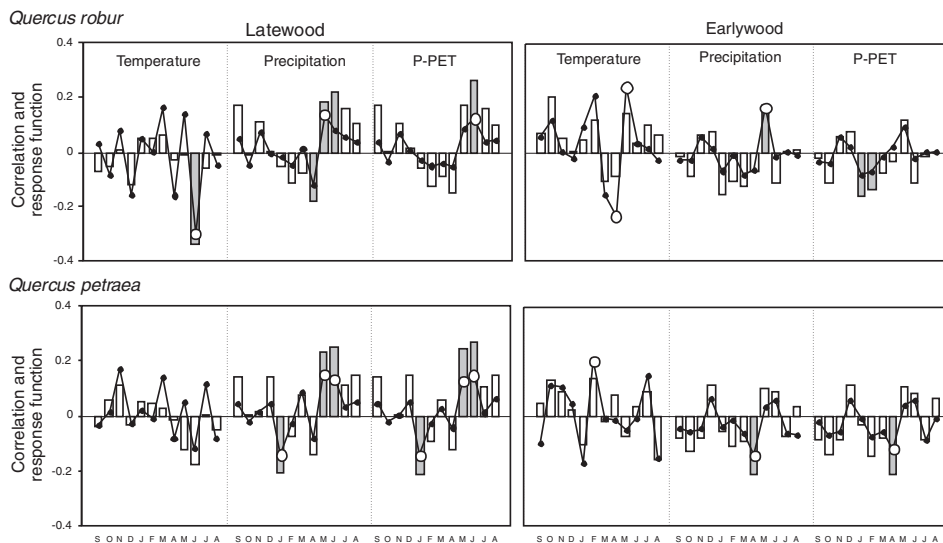 Quercus robur
Latewood
Earlywood
Temperature Precipitation P-PET
Temperature Precipitation P-PET
Correlation and
response function
0.4
0.2
0
-0.2
-0.4
Quercus petraea
Correlation and
response function
0.4
0.2
0
-0.2
-0.4
S O N D J F M A M J J A S O N D J F M A M J J A S O N D J F M A M J J A
S O N D J F M A M J J A S O N D J F M A M J J A S O N D J F M A M J J A